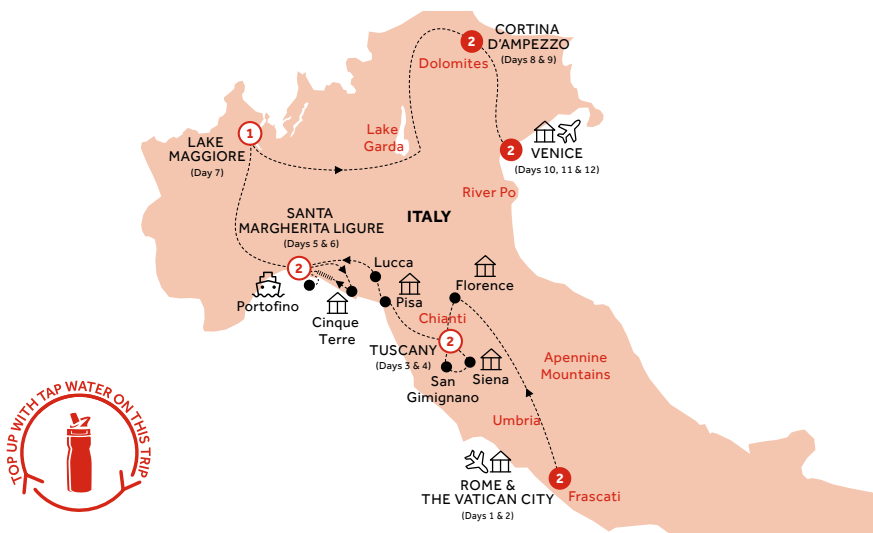 CORTINA
D'AMPEZZO
(Days 8 & 9)
2
Dolomites
1
LAKE
MAGGIORE
(Day 7)
Lake
Garda
2
VENICE
(Days 10, 11 & 12)
River Po
ITALY
SANTA
MARGHERITA LIGURE
(Days 5 & 6)
2
Portofino
Cinque
Terre
Lucca
Pisa
Florence
Chianti
2
TUSCANY
(Days 3 & 4)
San
Gimignano
Siena
Apennine
Mountains
Umbria
2
ROME &
THE VATICAN CITY
(Days 1 & 2)
Frascati
TOP UP WITH TAP WATER ON THIS TRIP